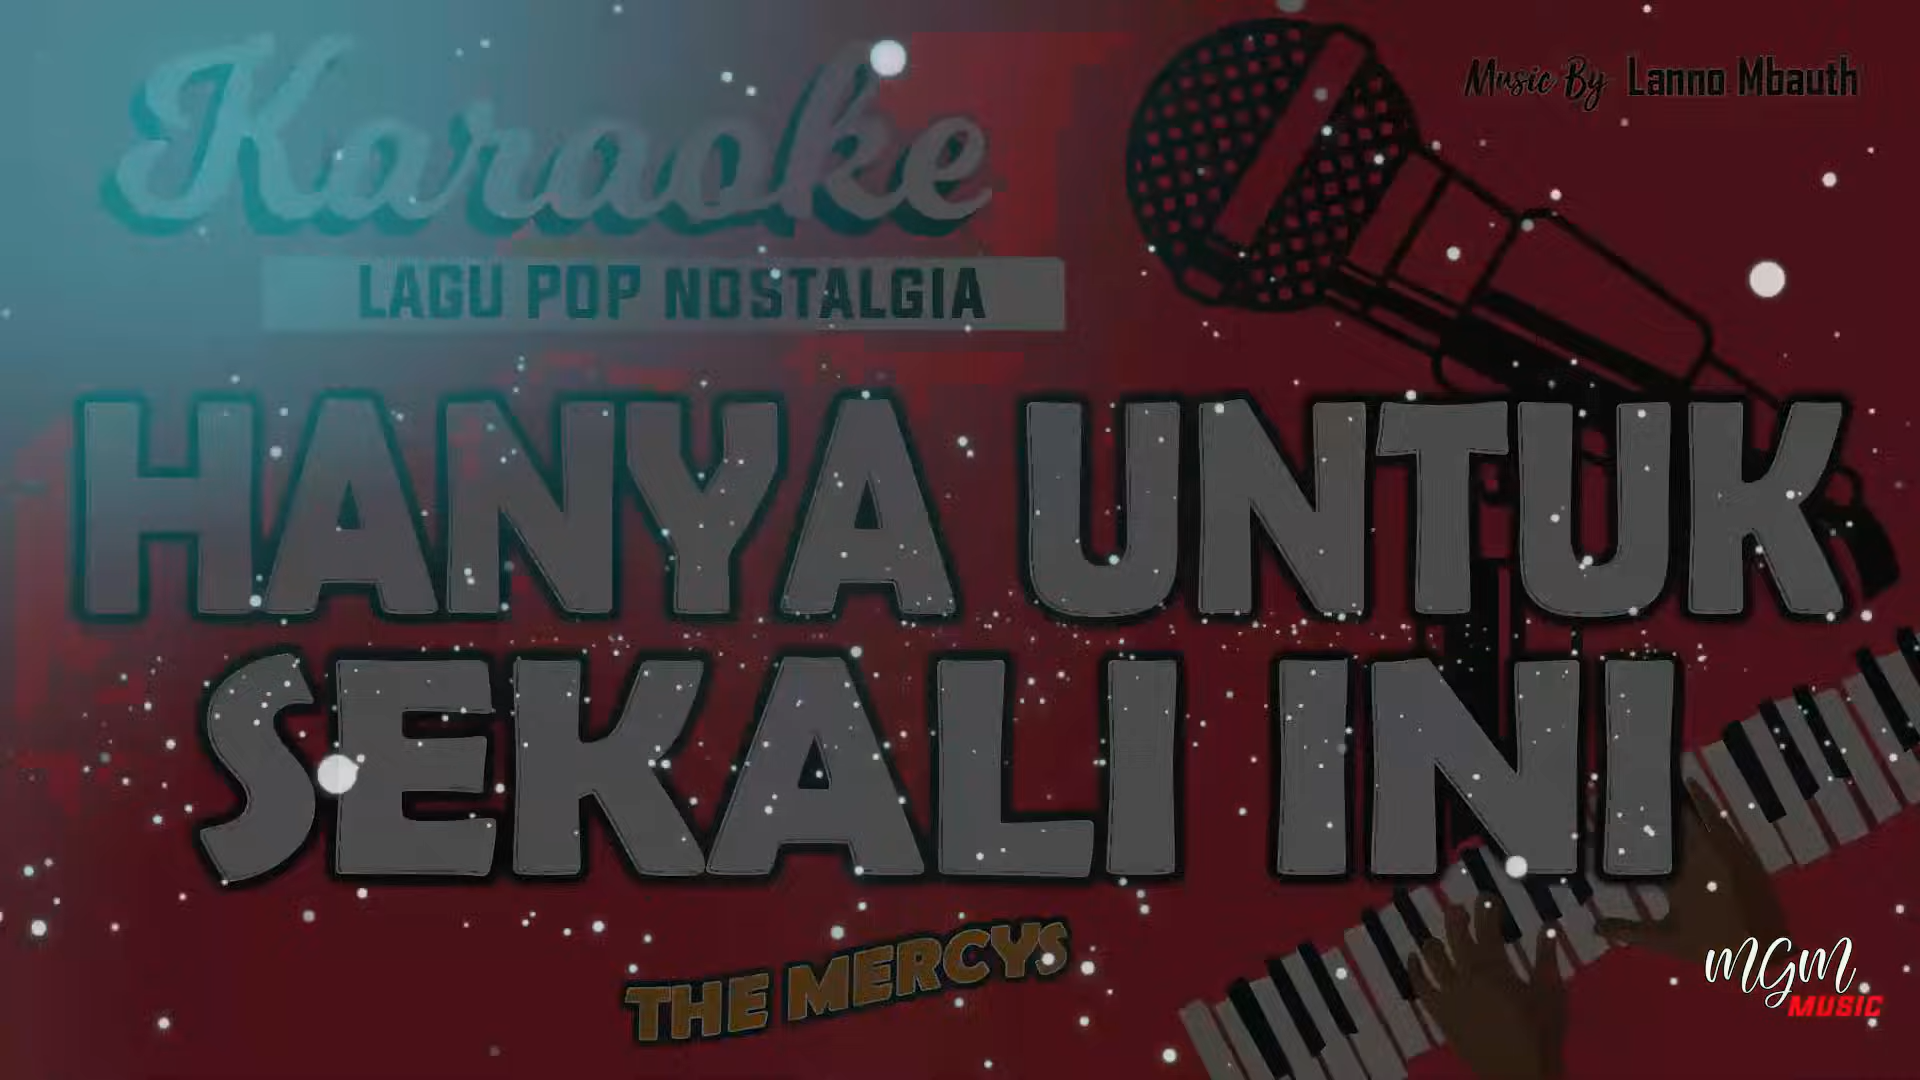 Karaoke
Music By Lanno Mbauth
LAGU POP NOSTALGIA
HANYA UNTUK
SEKALI INI
THE MERCYS
MGM
MUSIC